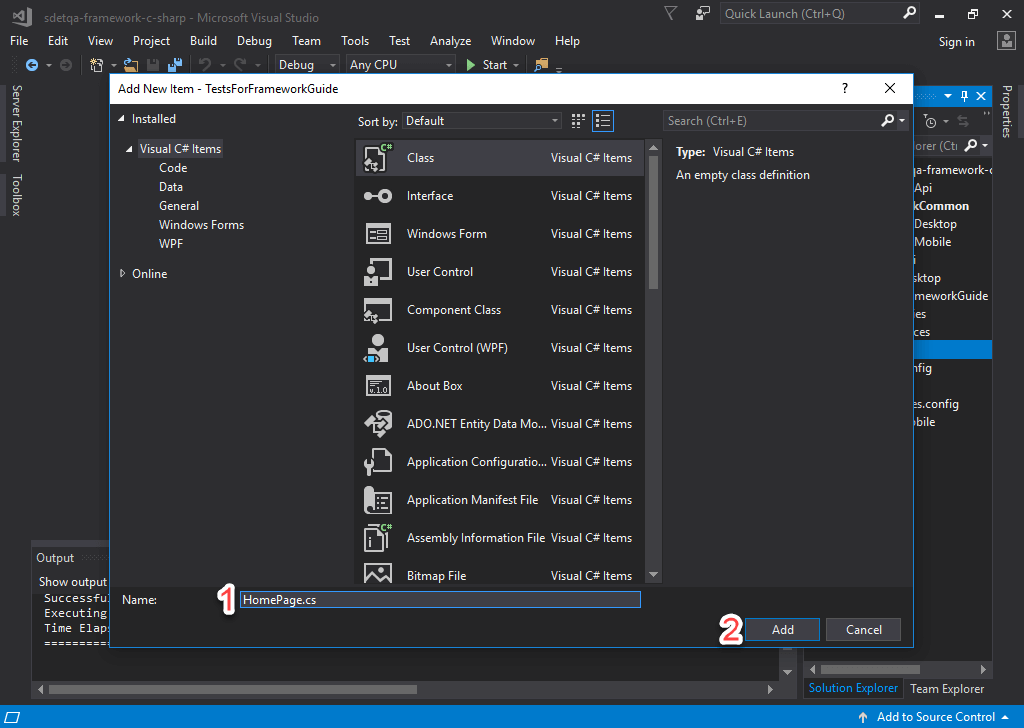 sdetqa-framework-c-sharp - Microsoft Visual Studio
Quick Launch (Ctrl+Q)
File Edit View Project Build Debug Team Tools Test Analyze Window Help
Sign in
Debug Any CPU Start
Add New Item - TestsForFrameworkGuide
?
Server Explorer
Toolbox
Properties
Installed
Visual C# Items
Code
Data
General
Windows Forms
WPF
Online
Sort by: Default
Search (Ctrl+E)
Class Visual C# Items
Interface Visual C# Items
Windows Form Visual C# Items
User Control Visual C# Items
Component Class Visual C# Items
User Control (WPF) Visual C# Items
About Box Visual C# Items
ADO.NET Entity Data Mo... Visual C# Items
Application Configuratio... Visual C# Items
Application Manifest File Visual C# Items
Assembly Information File Visual C# Items
Bitmap File Visual C# Items
Type: Visual C# Items
An empty class definition
orer (Ct
qa-framework-c
Api
kCommon
Desktop
Mobile
i
sktop
meworkGuide
es
ces
nfig
es.config
bile
Output
Show output
Successfu
Executing
Time Elaps
==========
Name: 1 HomePage.cs
2 Add Cancel
Solution Explorer Team Explorer
Add to Source Control